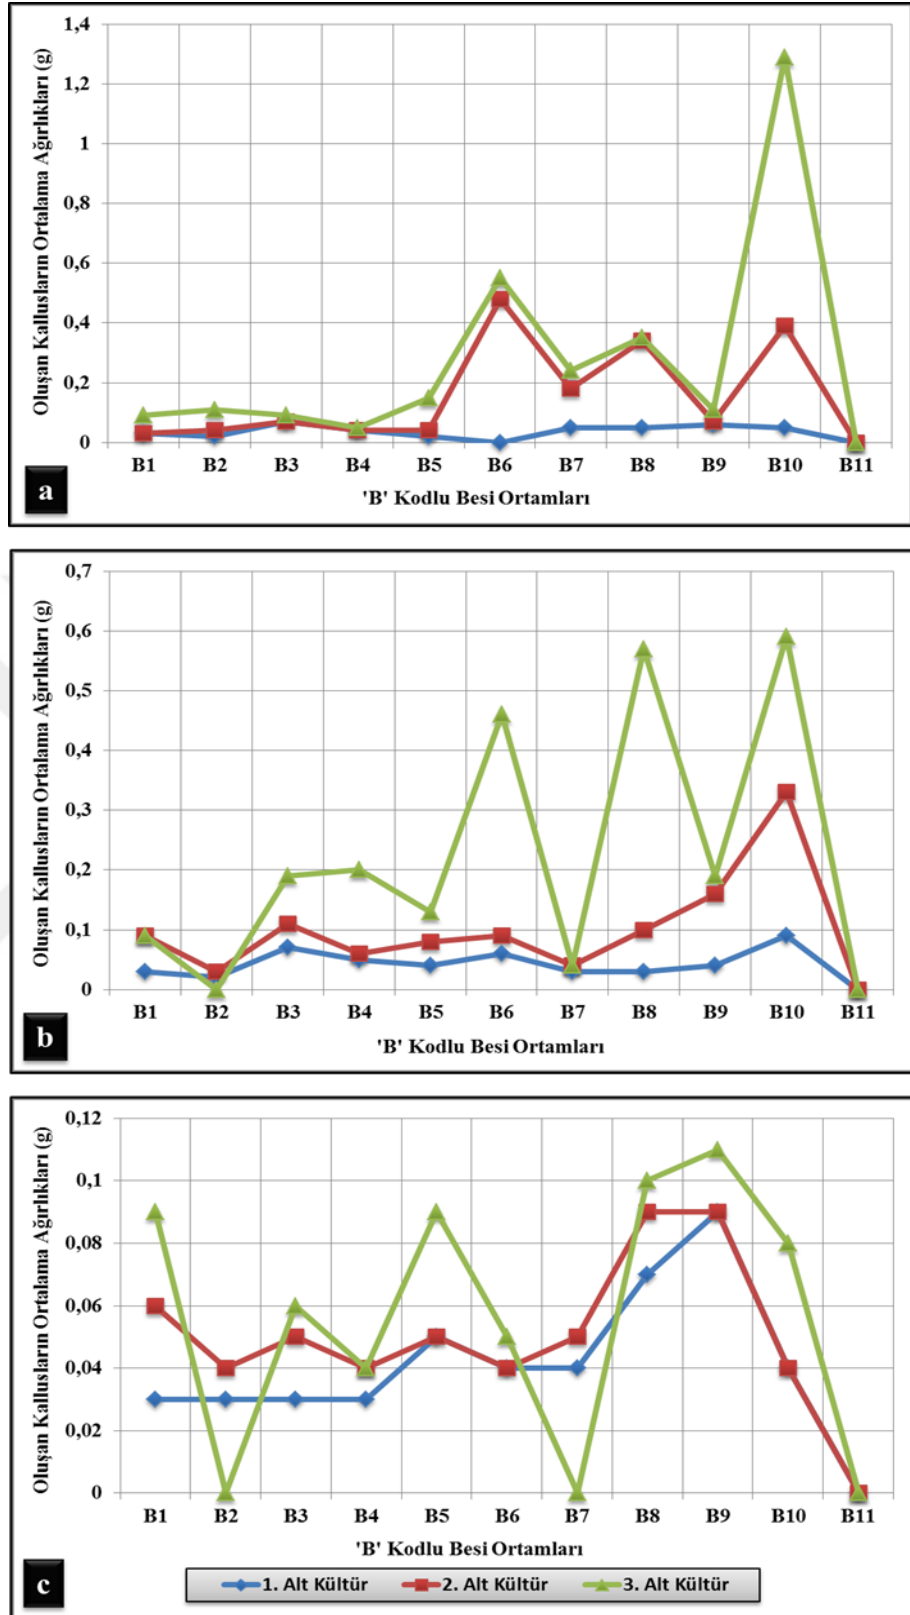 Oluşan Kallusların Ortalama Ağırlıkları (g)
1,4
1,2
1
0,8
0,6
0,4
0,2
0
B1 B2 B3 B4 B5 B6 B7 B8 B9 B10 B11
'B' Kodlu Besi Ortamları
a
Oluşan Kallusların Ortalama Ağırlıkları (g)
0,7
0,6
0,5
0,4
0,3
0,2
0,1
0
B1 B2 B3 B4 B5 B6 B7 B8 B9 B10 B11
'B' Kodlu Besi Ortamları
b
Oluşan Kallusların Ortalama Ağırlıkları (g)
0,12
0,1
0,08
0,06
0,04
0,02
0
B1 B2 B3 B4 B5 B6 B7 B8 B9 B10 B11
'B' Kodlu Besi Ortamları
c
1. Alt Kültür 2. Alt Kültür 3. Alt Kültür